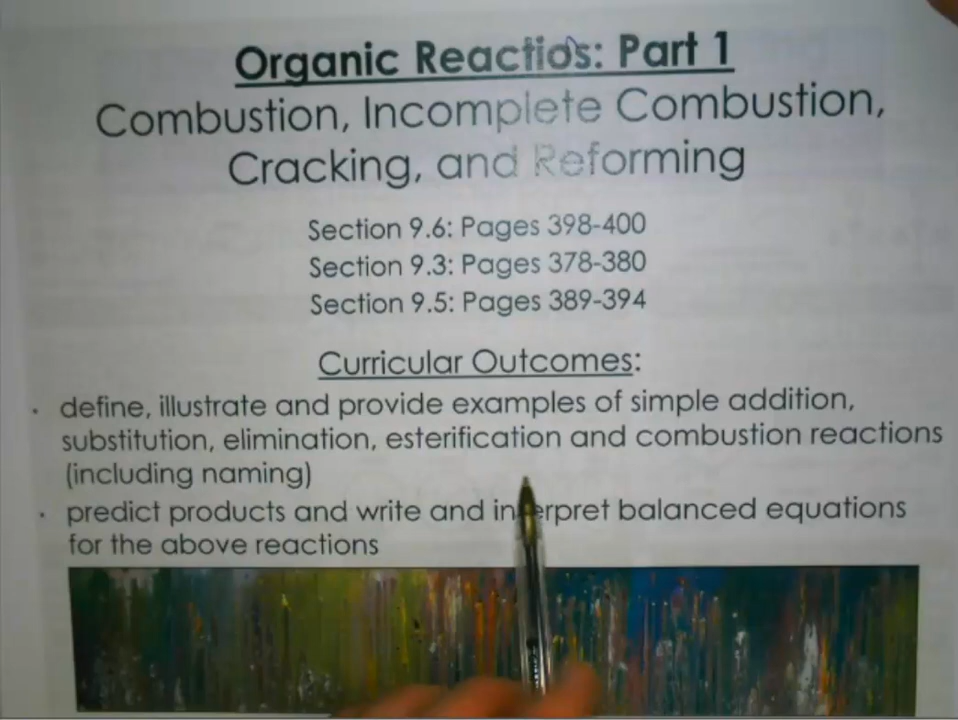 Organic Reactios: Part 1
Combustion, Incomplete Combustion,
Cracking, and Reforming
Section 9.6: Pages 398-400
Section 9.3: Pages 378-380
Section 9.5: Pages 389-394
Curricular Outcomes:
• define, illustrate and provide examples of simple addition,
substitution, elimination, esterification and combustion reactions
(including naming)
• predict products and write and interpret balanced equations
for the above reactions